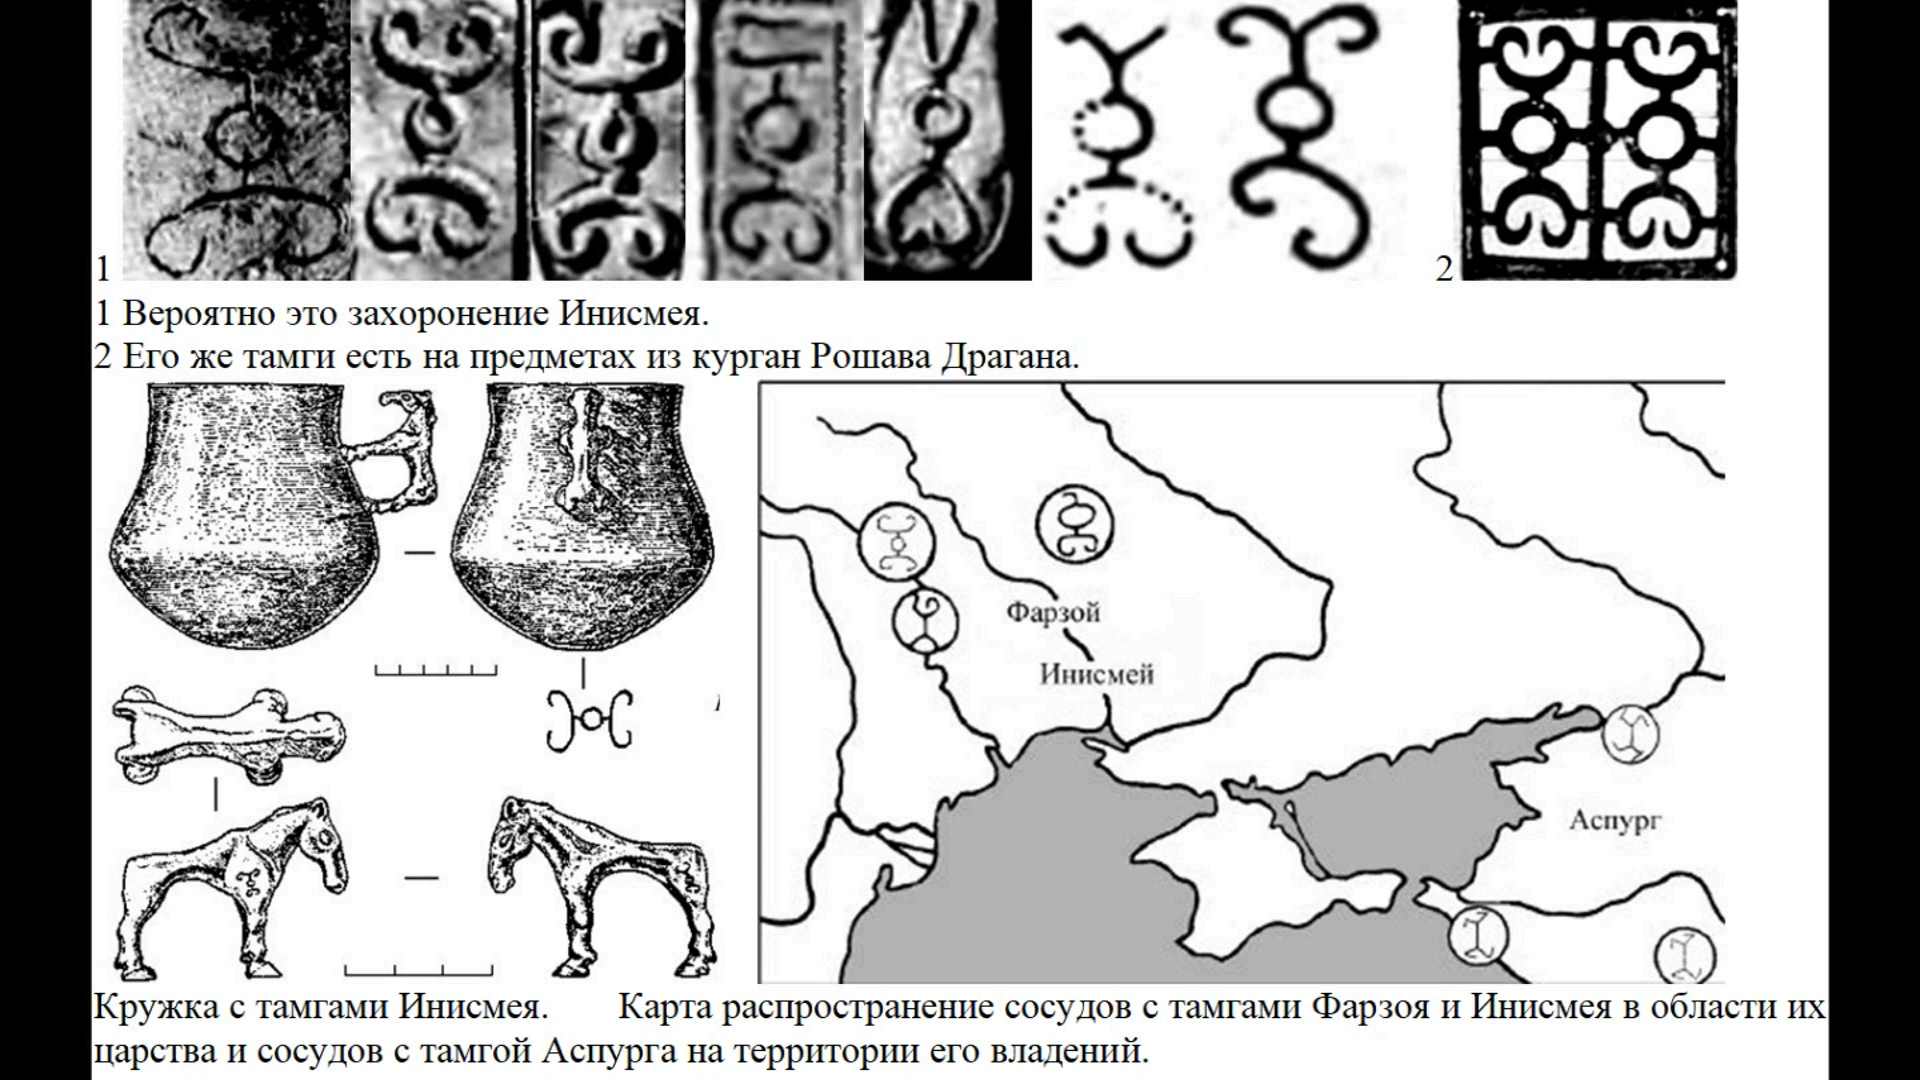 1
2
1 Вероятно это захоронение Инисмея.
2 Его же тамги есть на предметах из курган Рошава Драгана.
Фарзой
Инисмей
Аспург
Кружка с тамгами Инисмея. Карта распространение сосудов с тамгами Фарзоя и Инисмея в области их
царства и сосудов с тамгой Аспурга на территории его владений.